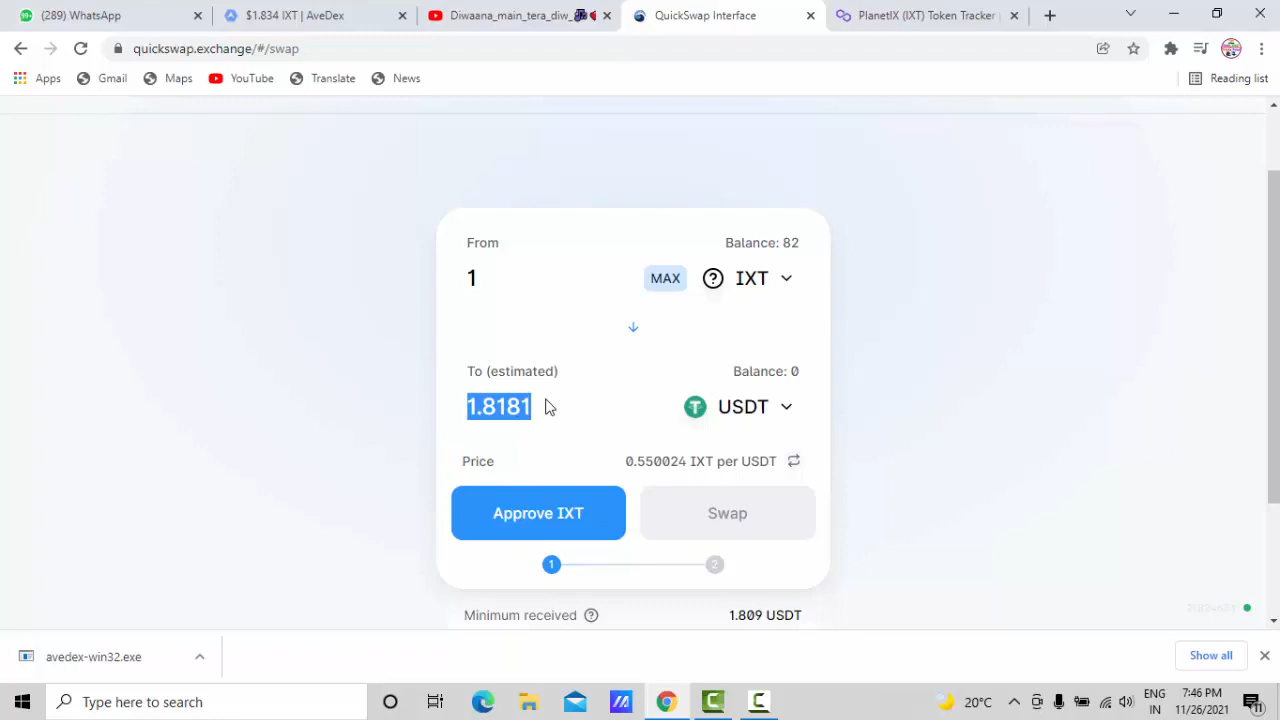 (289) WhatsApp
$1.834 IXT | AveDex
Diwaana_main_tera_diw
QuickSwap Interface
PlanetIX (IXT) Token Tracker
quickswap.exchange/#/swap
Apps
Gmail
Maps
YouTube
Translate
News
Reading list
From
Balance: 82
1
MAX
IXT
To (estimated)
Balance: 0
1.8181
USDT
Price
0.550024 IXT per USDT
Approve IXT
Swap
1
2
Minimum received
1.809 USDT
avedex-win32.exe
Show all
Type here to search
20°C
ENG
IN
7:46 PM
11/26/2021